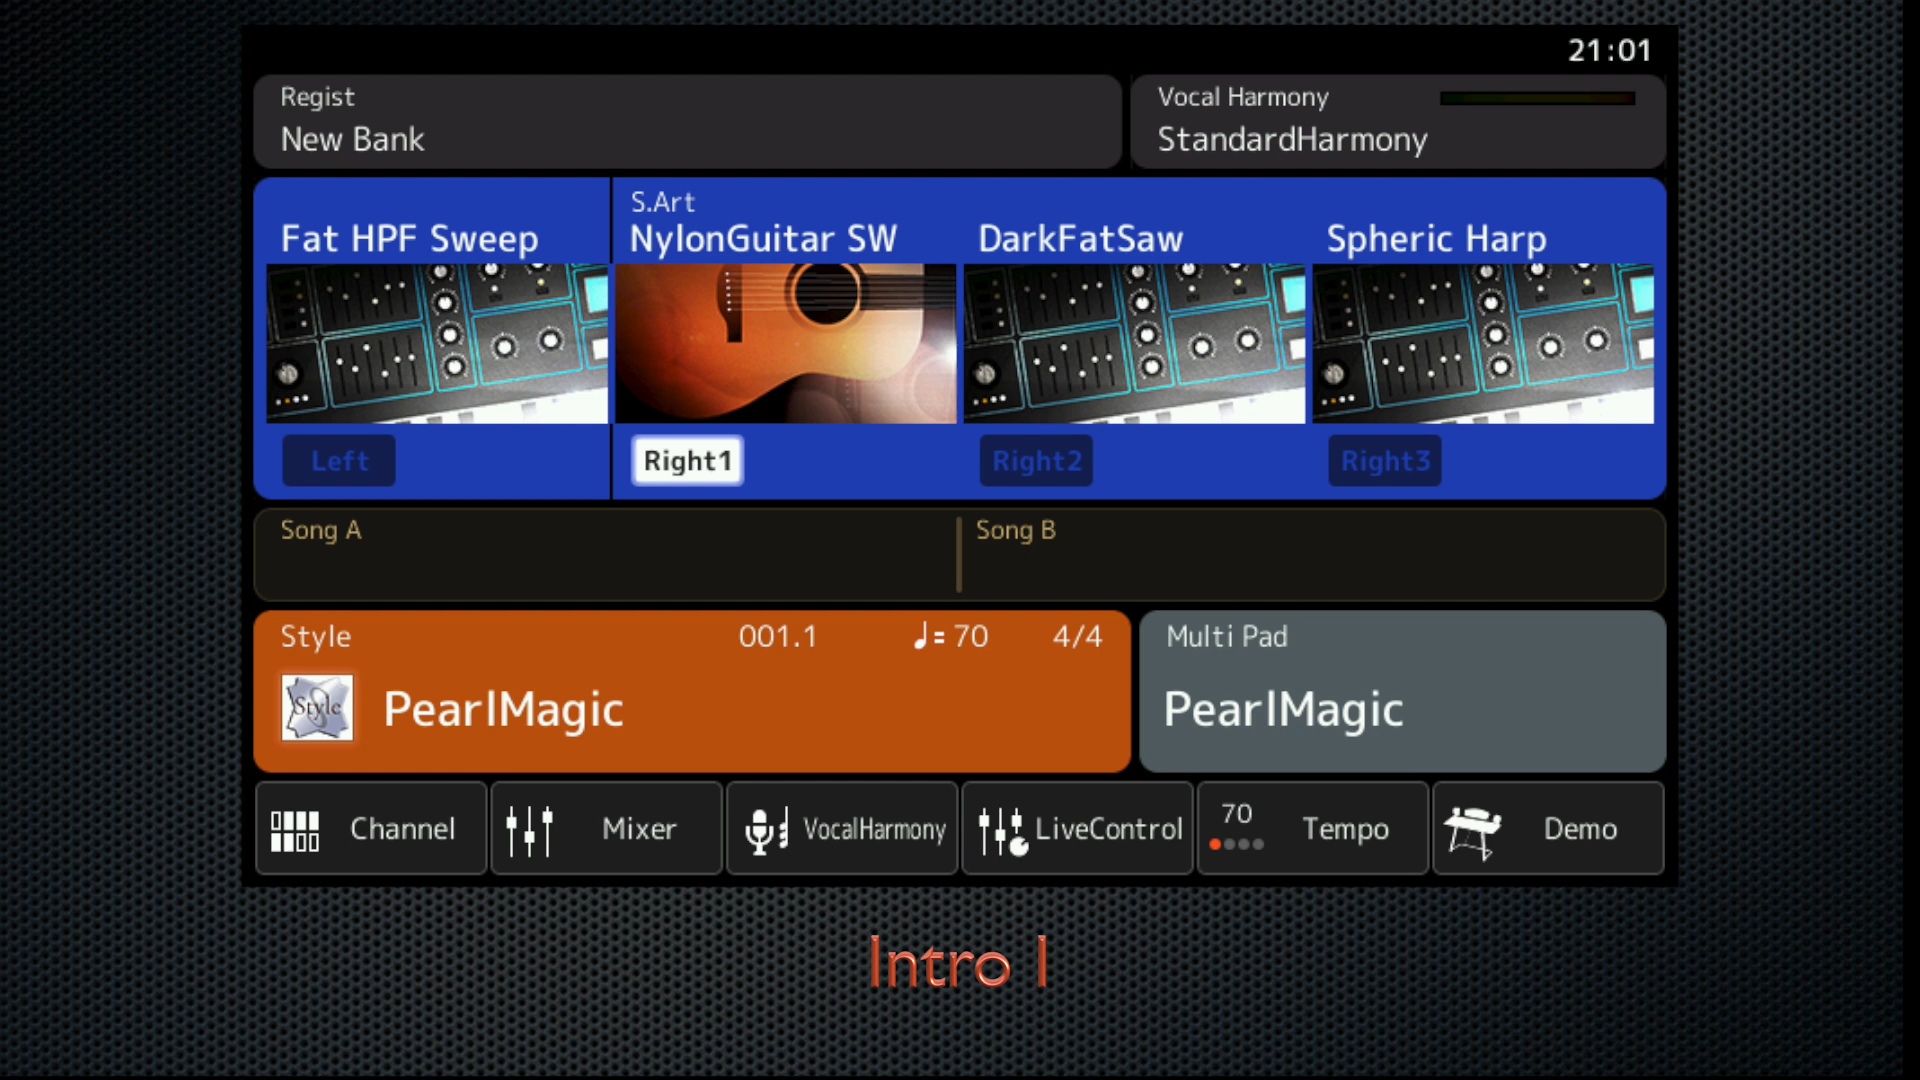 21:01
Regist
New Bank
Vocal Harmony
StandardHarmony
Fat HPF Sweep
S.Art
NylonGuitar SW
DarkFatSaw
Spheric Harp
Left
Right1
Right2
Right3
Song A
Song B
Style 001.1 ♩= 70 4/4
Style
PearlMagic
Multi Pad
PearlMagic
Channel
Mixer
VocalHarmony
LiveControl
70
Tempo
Demo
Intro I